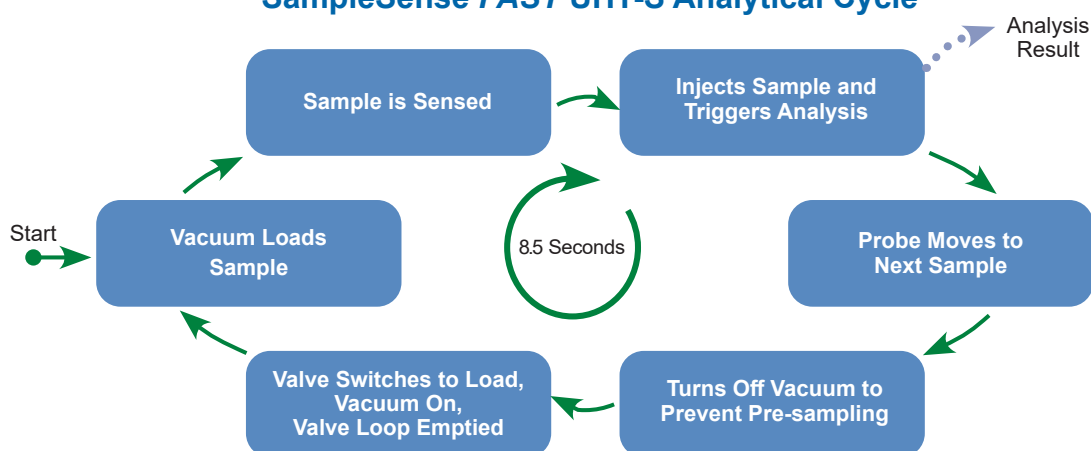 SampleSense FAST UHT-S Analytical Cycle
Analysis
Result
Sample is Sensed
Injects Sample and
Triggers Analysis
Start
Vacuum Loads
Sample
8.5 Seconds
Probe Moves to
Next Sample
Valve Switches to Load,
Vacuum On,
Valve Loop Emptied
Turns Off Vacuum to
Prevent Pre-sampling